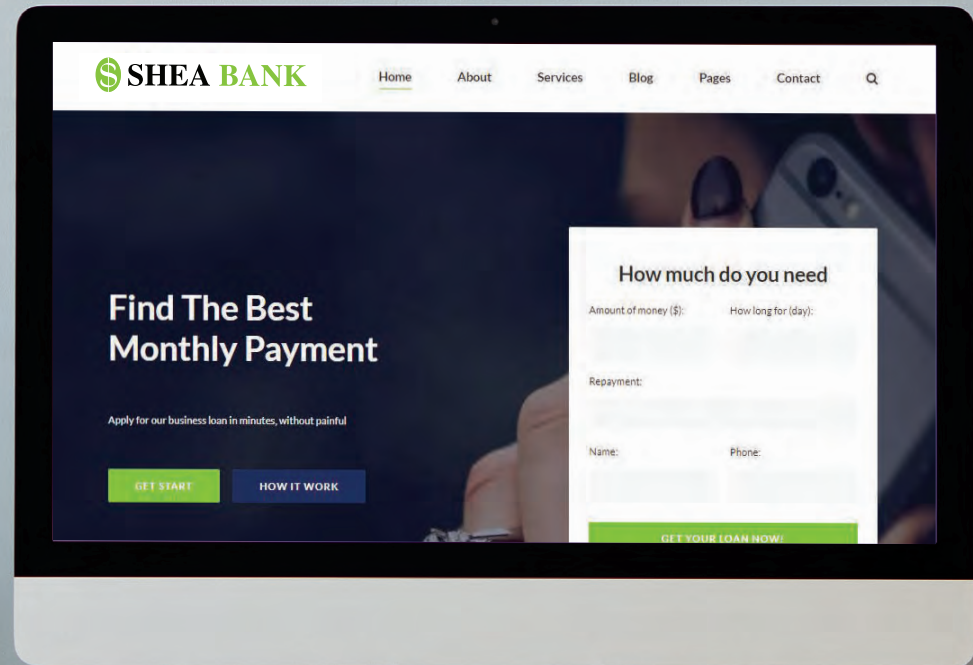 SHEA BANK
Home About Services Blog Pages Contact
Find The Best
Monthly Payment
Apply for our business loan in minutes, without painful
GET START HOW IT WORK
How much do you need
Amount of money ($): How long for (day):
Repayment:
Name: Phone:
GET YOUR LOAN NOW!